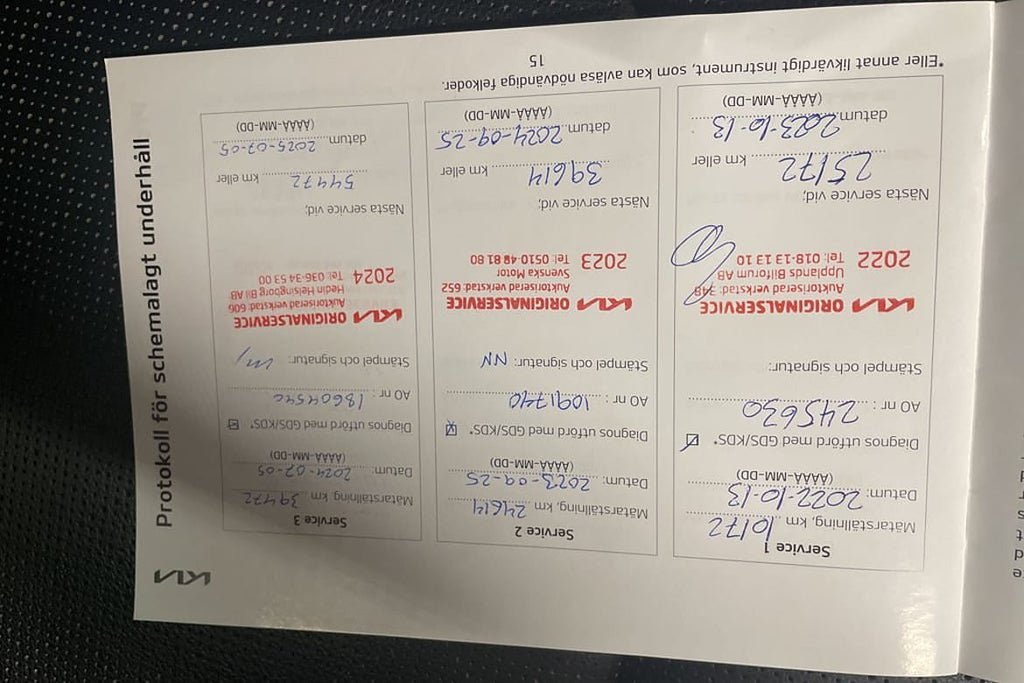 KIA
Protokoll för schemalagt underhåll
Service 1
Mätarställning, km 10172
Datum: 2022-10-13
(ÅÅÅÅ-MM-DD)
Diagnos utförd med GDS/KDS*
AO nr : 245630
Stämpel och signatur:
KIA ORIGINALSERVICE
Auktoriserad verkstad: 348
Upplands Bilforum AB
2022 Tel: 018-13 13 10
Nästa service vid;
25172 km eller
datum 2023-10-13
(ÅÅÅÅ-MM-DD)
Service 2
Mätarställning, km 24614
Datum: 2023-09-25
(ÅÅÅÅ-MM-DD)
Diagnos utförd med GDS/KDS*
AO nr : 1091740
Stämpel och signatur: NN
KIA ORIGINALSERVICE
Auktoriserad verkstad: 652
Svenska Motor
2023 Tel: 0510-48 81 80
Nästa service vid;
39614 km eller
datum 2024-09-25
(ÅÅÅÅ-MM-DD)
Service 3
Mätarställning, km 39472
Datum: 2024-07-05
(ÅÅÅÅ-MM-DD)
Diagnos utförd med GDS/KDS*
AO nr : 18604540
Stämpel och signatur:
KIA ORIGINALSERVICE
Auktoriserad verkstad: 606
Hedin Helsingborg Bil AB
2024 Tel: 036-34 53 00
Nästa service vid;
54472 km eller
datum 2025-07-05
(ÅÅÅÅ-MM-DD)
*Eller annat likvärdigt instrument, som kan avläsa nödvändiga felkoder.
15